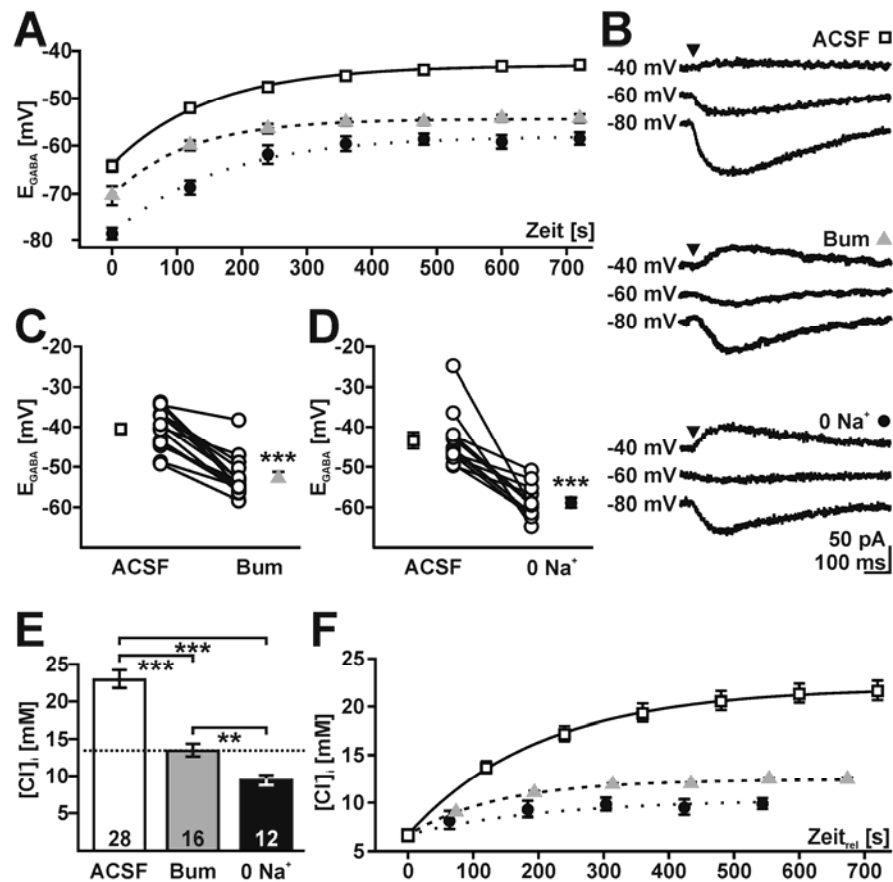 A
-40
-50
-60
-70
-80
E_GABA [mV]
0 100 200 300 400 500 600 700
Zeit [s]
B
ACSF
-40 mV
-60 mV
-80 mV
Bum
-40 mV
-60 mV
-80 mV
0 Na⁺
-40 mV
-60 mV
-80 mV
50 pA
100 ms
C
-20
-30
-40
-50
-60
E_GABA [mV]
***
ACSF Bum
D
-20
-30
-40
-50
-60
E_GABA [mV]
***
ACSF 0 Na⁺
E
25
20
15
10
5
[Cl⁻]i [mM]
***
***
**
28 16 12
ACSF Bum 0 Na⁺
F
25
20
15
10
5
[Cl⁻]i [mM]
0 100 200 300 400 500 600 700
Zeit_rel [s]